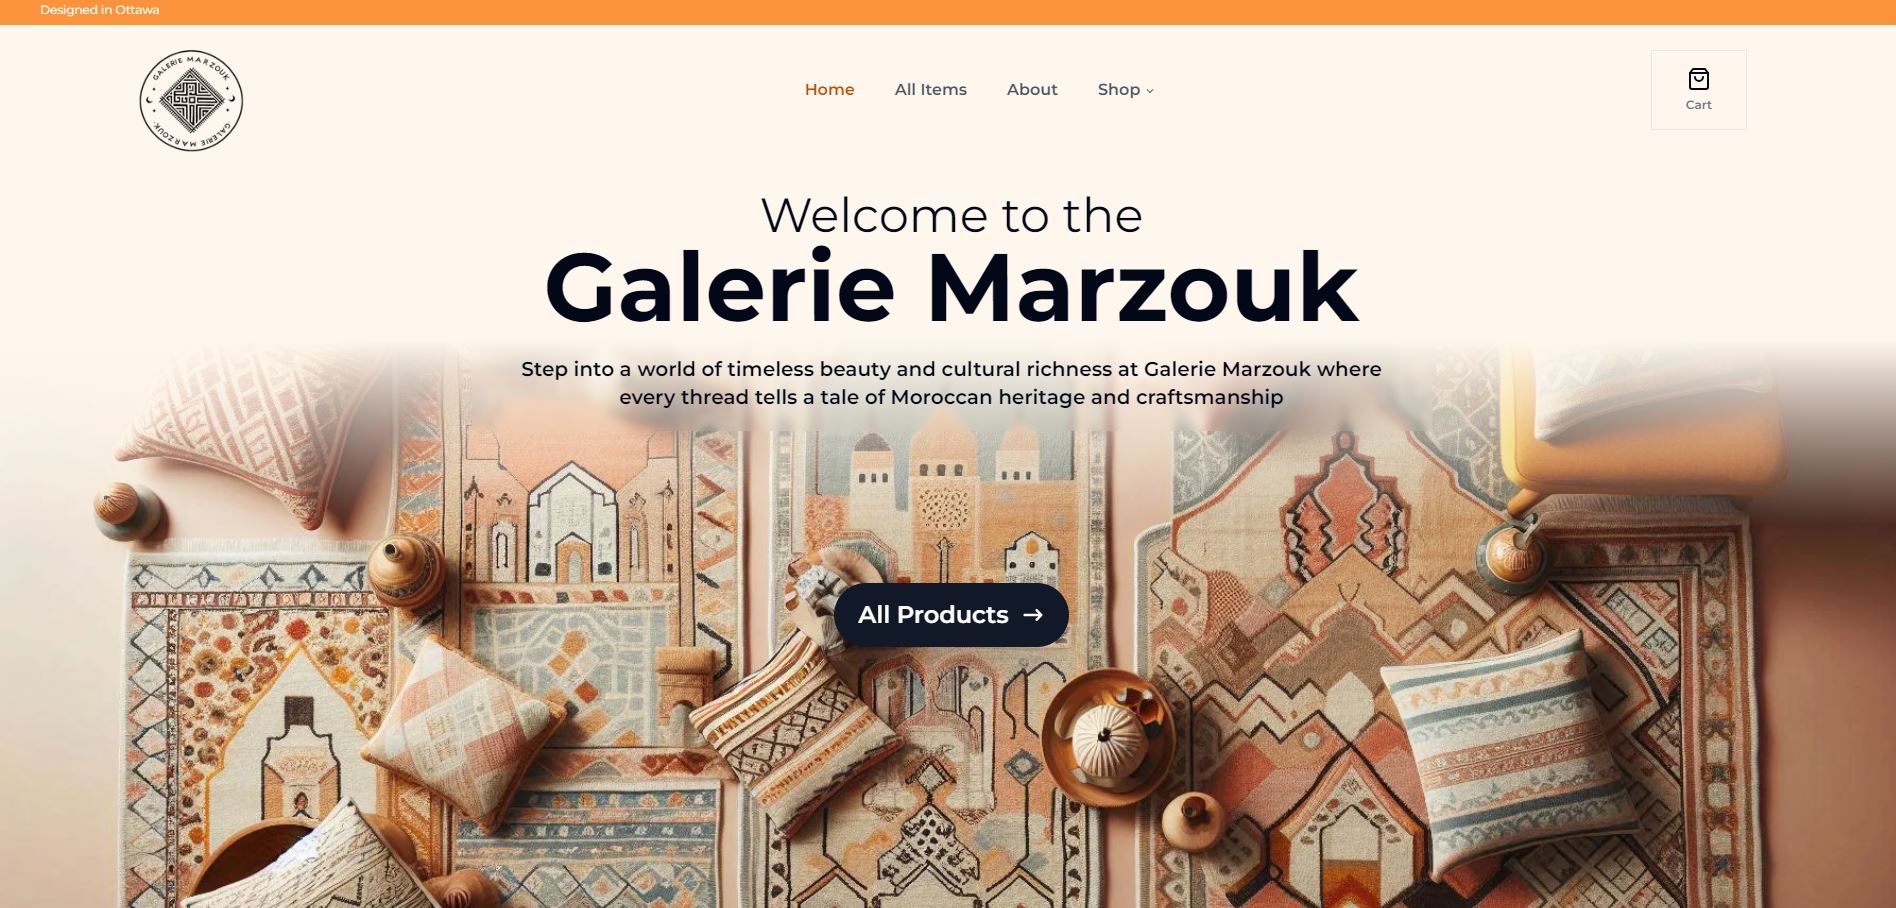 Designed in Ottawa
GALERIE MARZOUK
GALERIE MARZOUK
Home
All Items
About
Shop
Cart
Welcome to the
Galerie Marzouk
Step into a world of timeless beauty and cultural richness at Galerie Marzouk where
every thread tells a tale of Moroccan heritage and craftsmanship
All Products